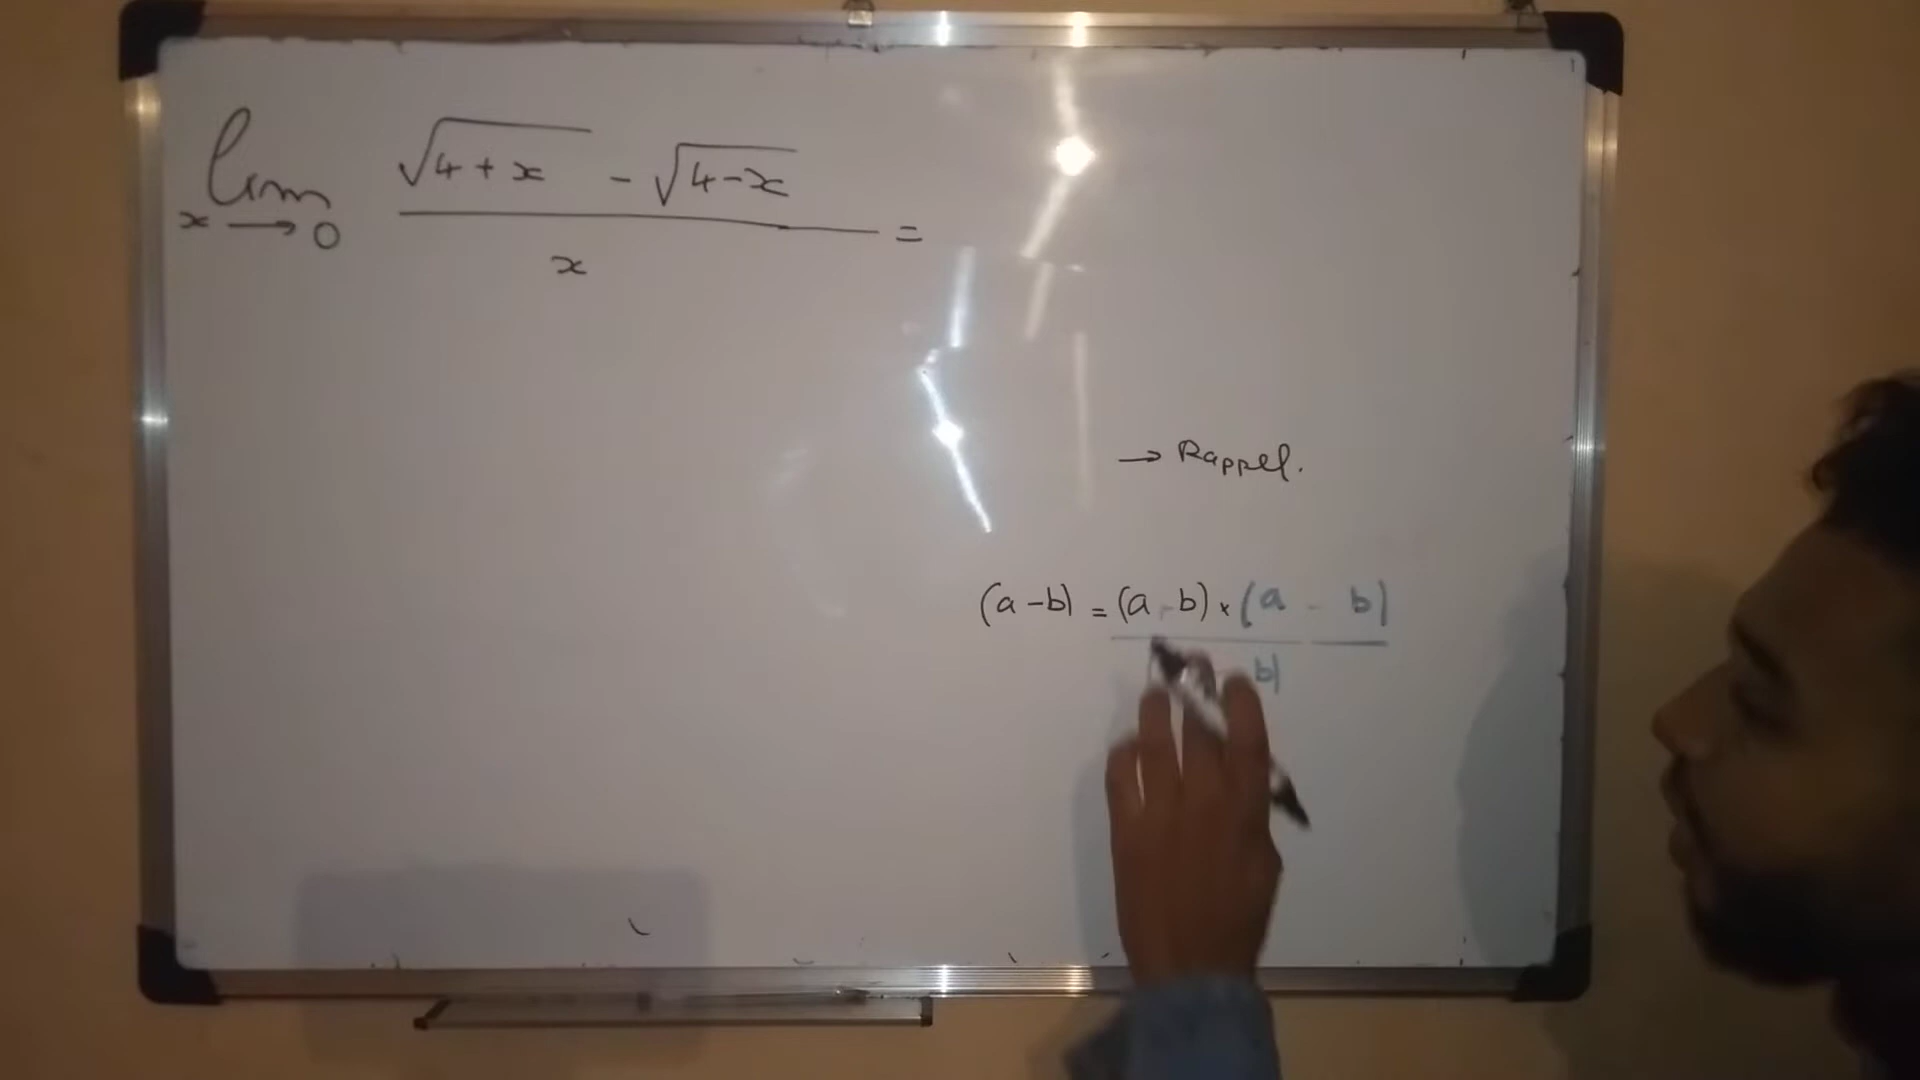 lim √4+x - √4-x
x → 0 x =
→ Rappel.
(a-b) = (a-b) × (a - b)
b)